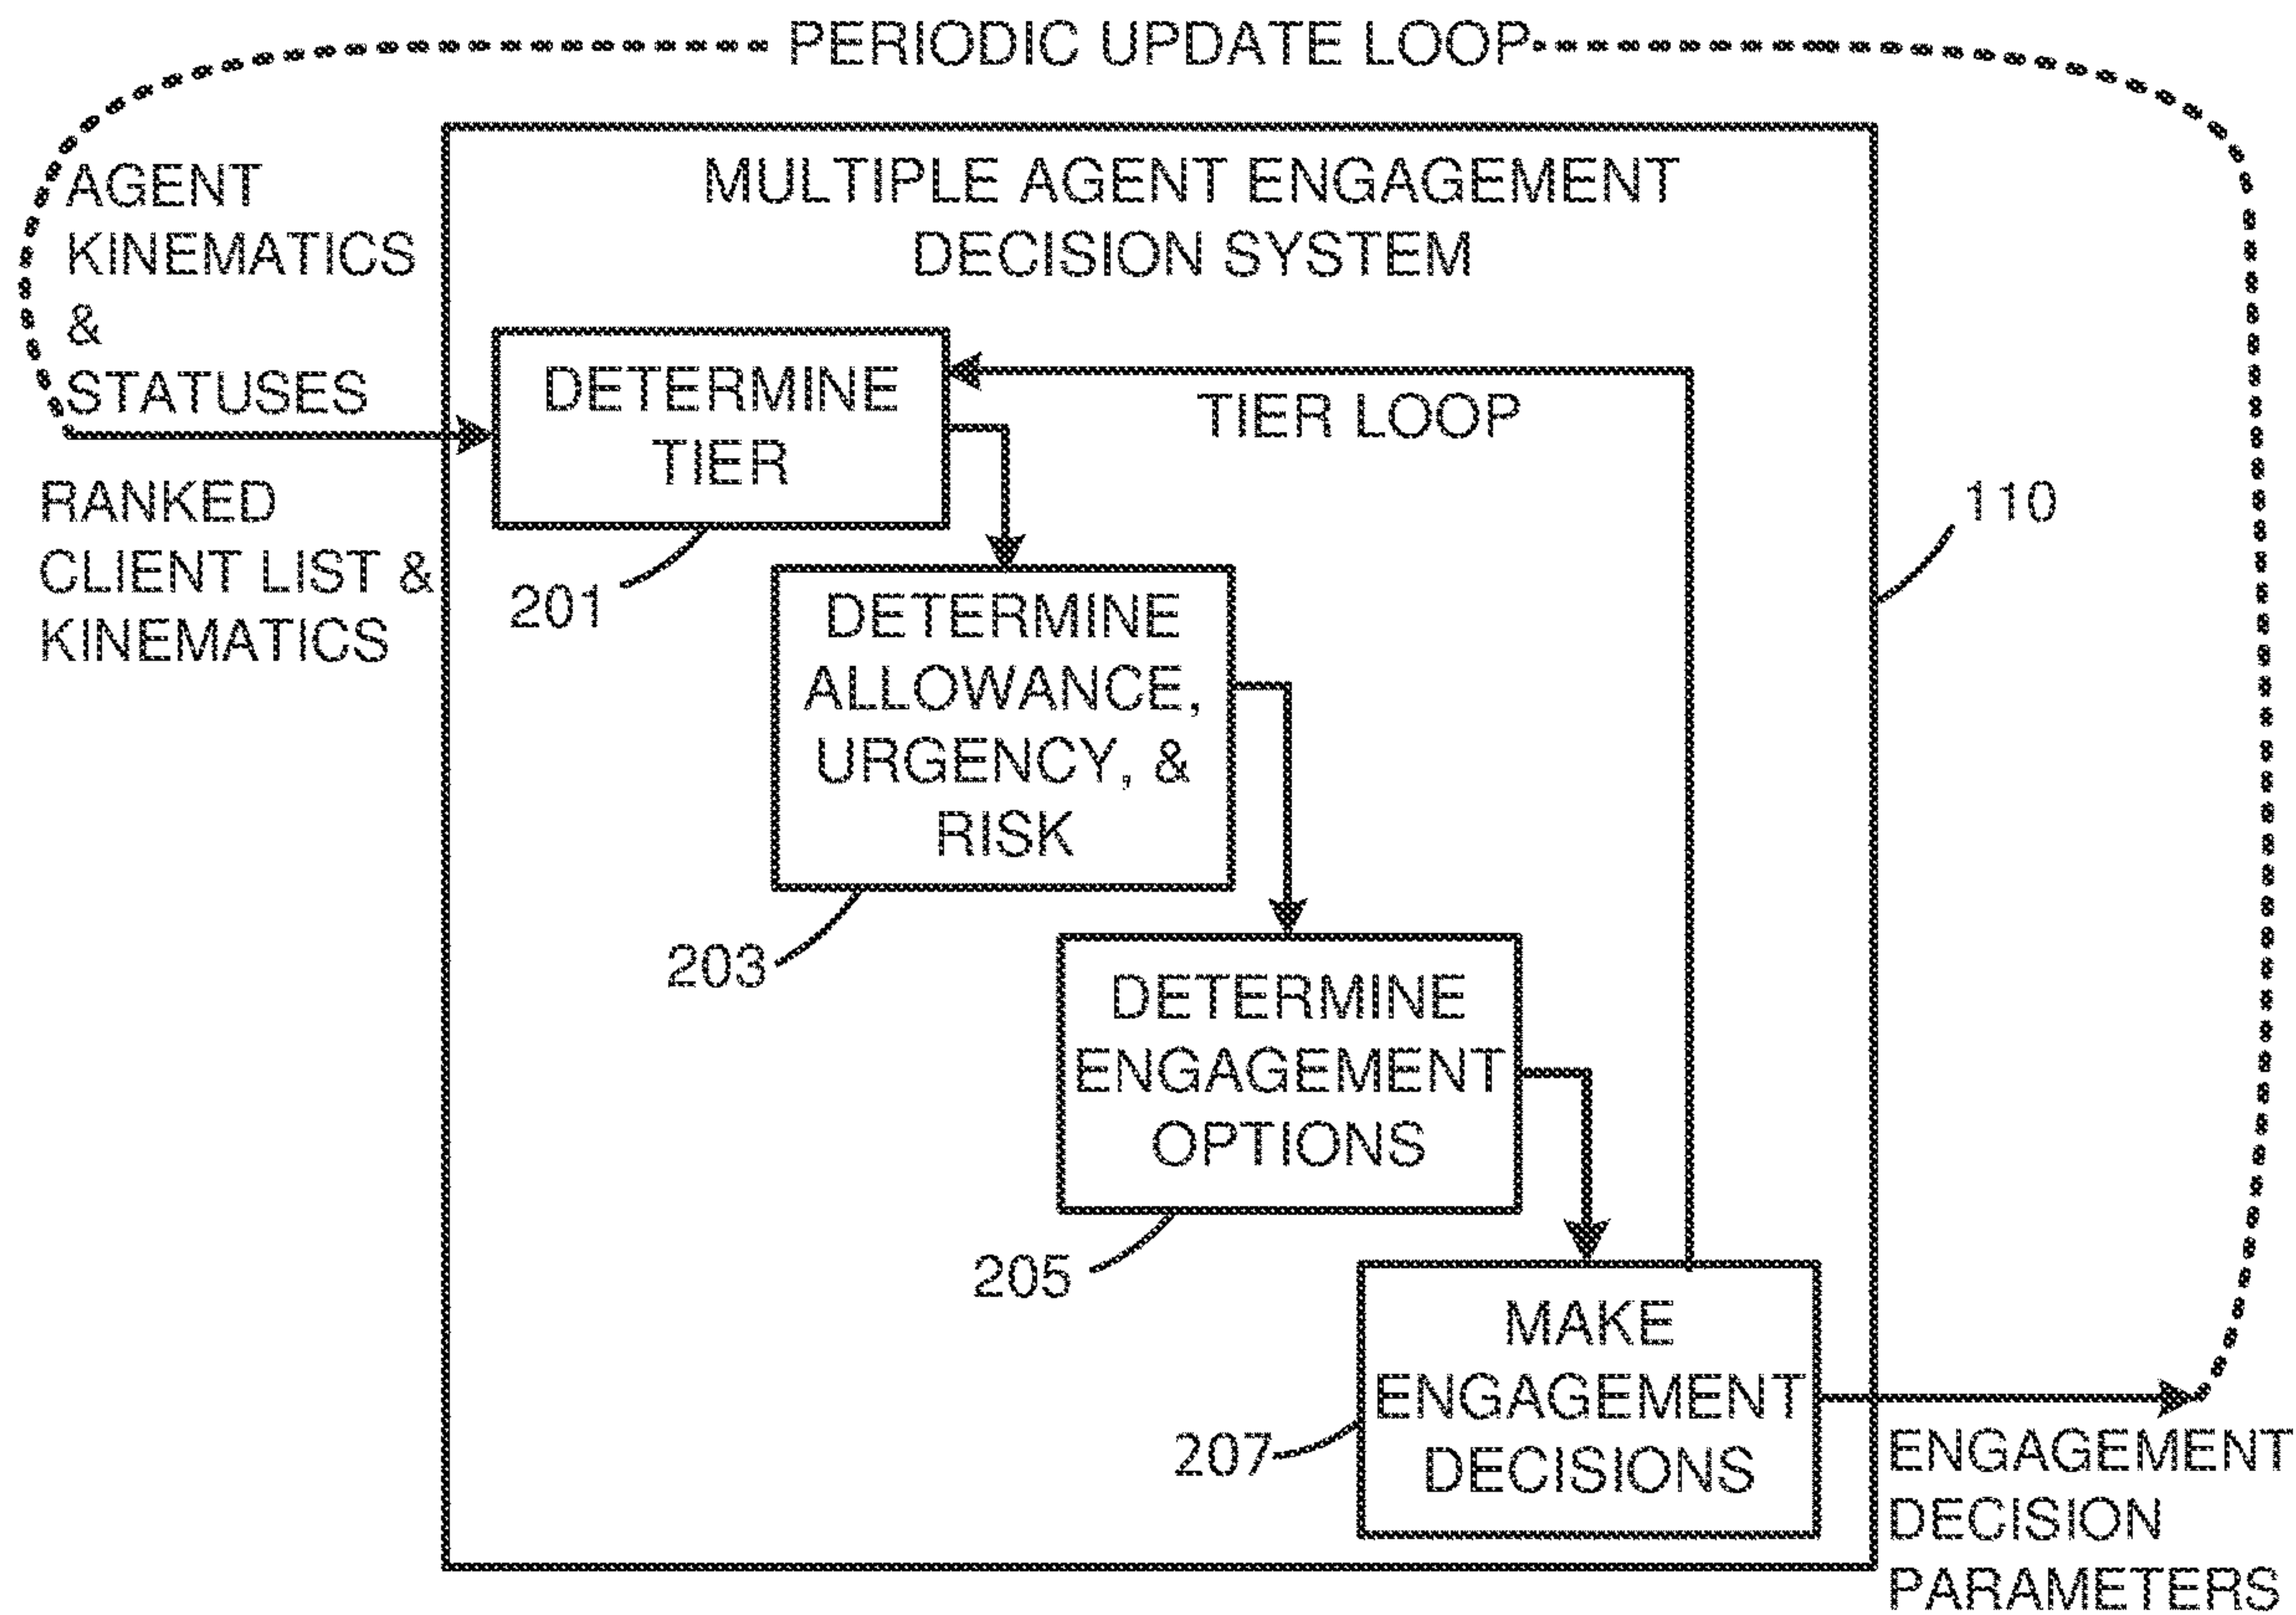 PERIODIC UPDATE LOOP
MULTIPLE AGENT ENGAGEMENT
DECISION SYSTEM
AGENT
KINEMATICS
&
STATUSES
RANKED
CLIENT LIST &
KINEMATICS
DETERMINE
TIER
201
TIER LOOP
110
DETERMINE
ALLOWANCE,
URGENCY, &
RISK
203
DETERMINE
ENGAGEMENT
OPTIONS
205
MAKE
ENGAGEMENT
DECISIONS
207
ENGAGEMENT
DECISION
PARAMETERS